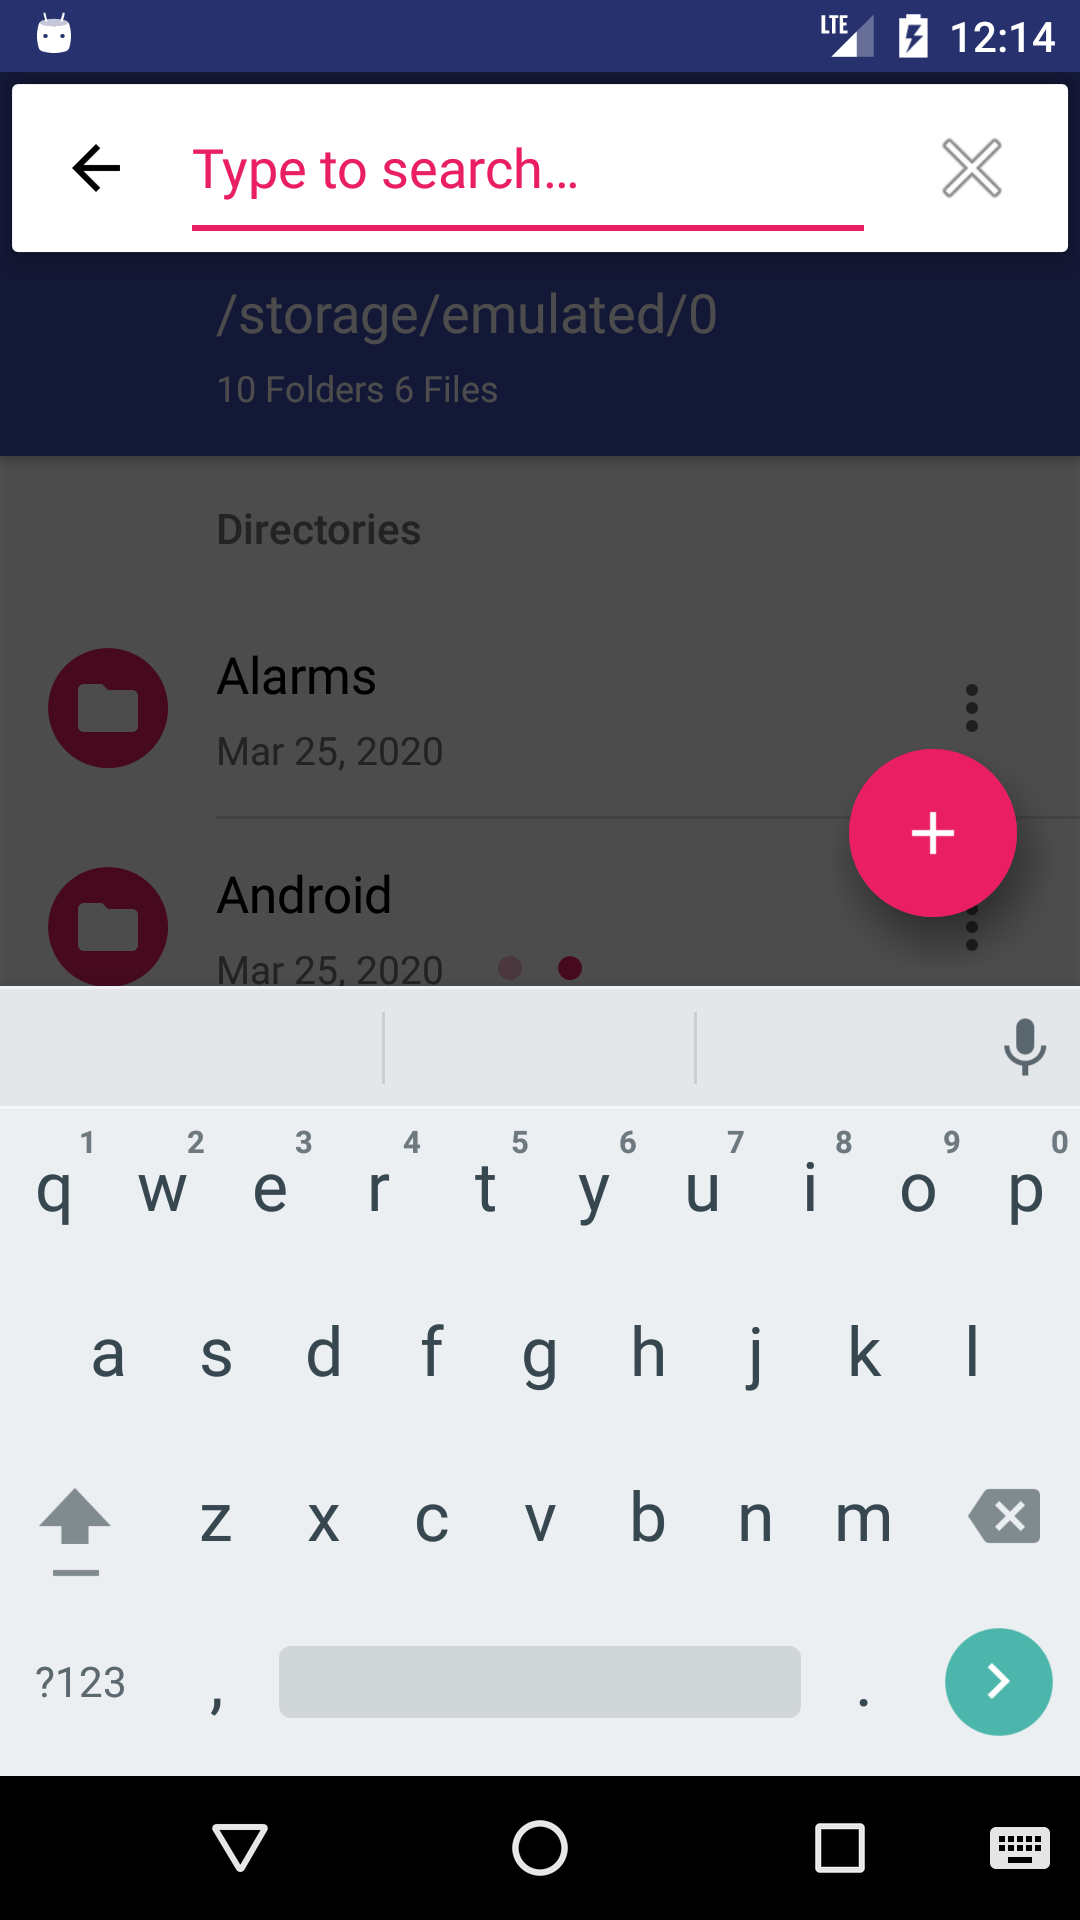 LTE 12:14
Type to search…
/storage/emulated/0
10 Folders 6 Files
Directories
Alarms
Mar 25, 2020
Android
Mar 25, 2020
1 2 3 4 5 6 7 8 9 0
q w e r t y u i o p
a s d f g h j k l
z x c v b n m
?123 , .